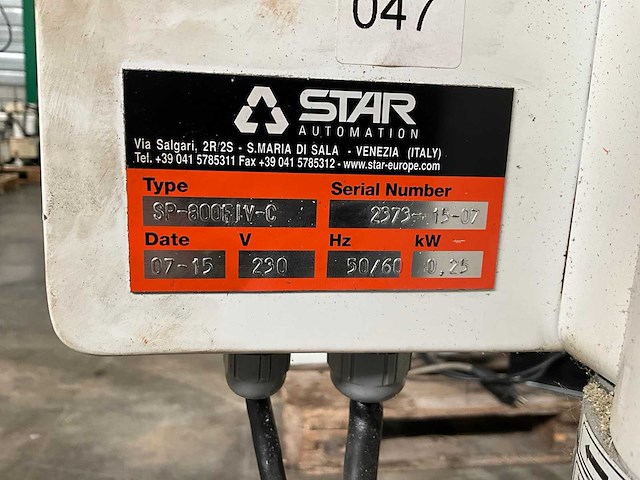 047
STAR
AUTOMATION
Via Salgari, 2R/2S - S.MARIA DI SALA - VENEZIA (ITALY)
Tel. +39 041 5785311 Fax +39 041 5785312 - www.star-europe.com
Type Serial Number
2373- 15-07
Date V Hz kW
07-15 230 50/60 0,25